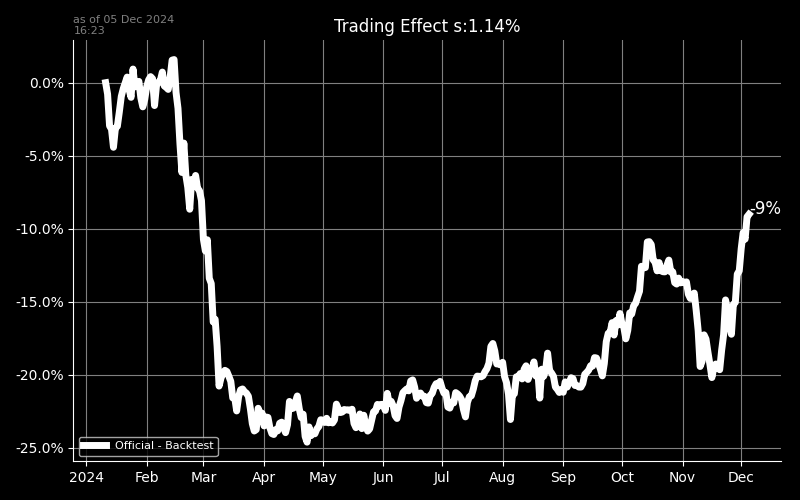 as of 05 Dec 2024
16:23
Trading Effect s:1.14%
0.0%
-5.0%
-10.0%
-15.0%
-20.0%
-25.0%
-9%
Official - Backtest
2024 Feb Mar Apr May Jun Jul Aug Sep Oct Nov Dec